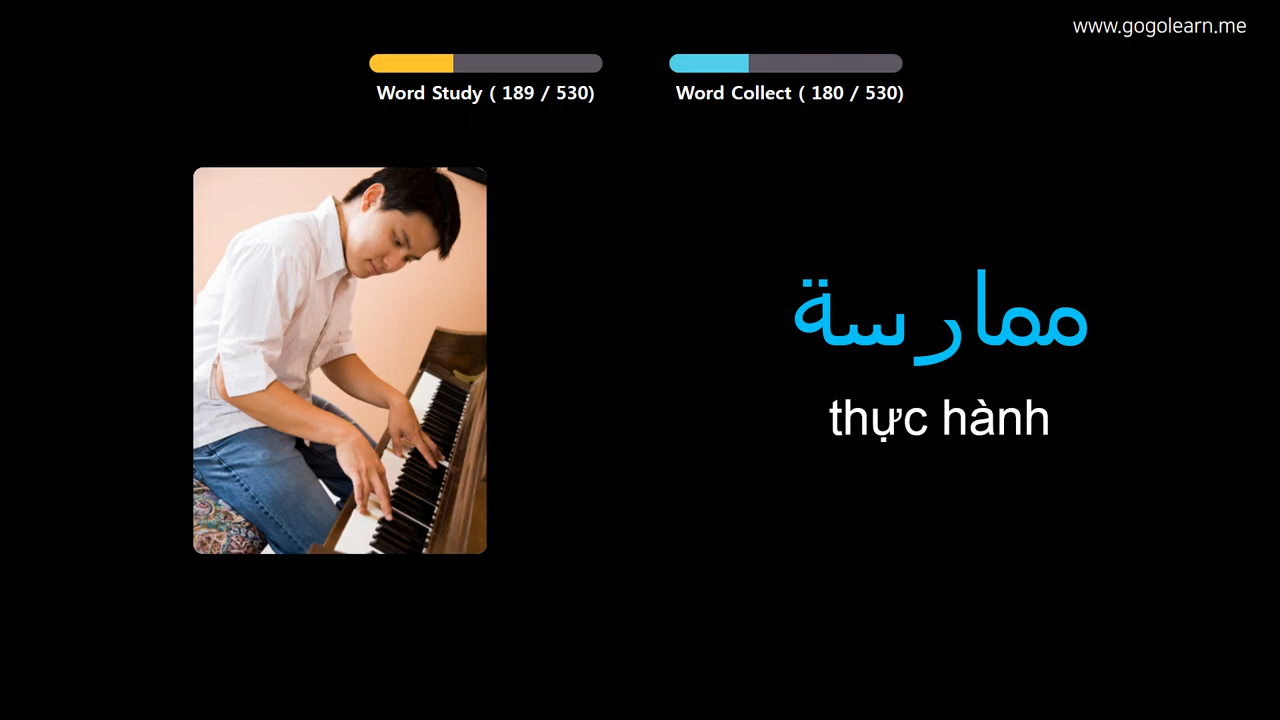 www.gogolearn.me
Word Study ( 189 / 530)
Word Collect ( 180 / 530)
ممارسة
thực hành